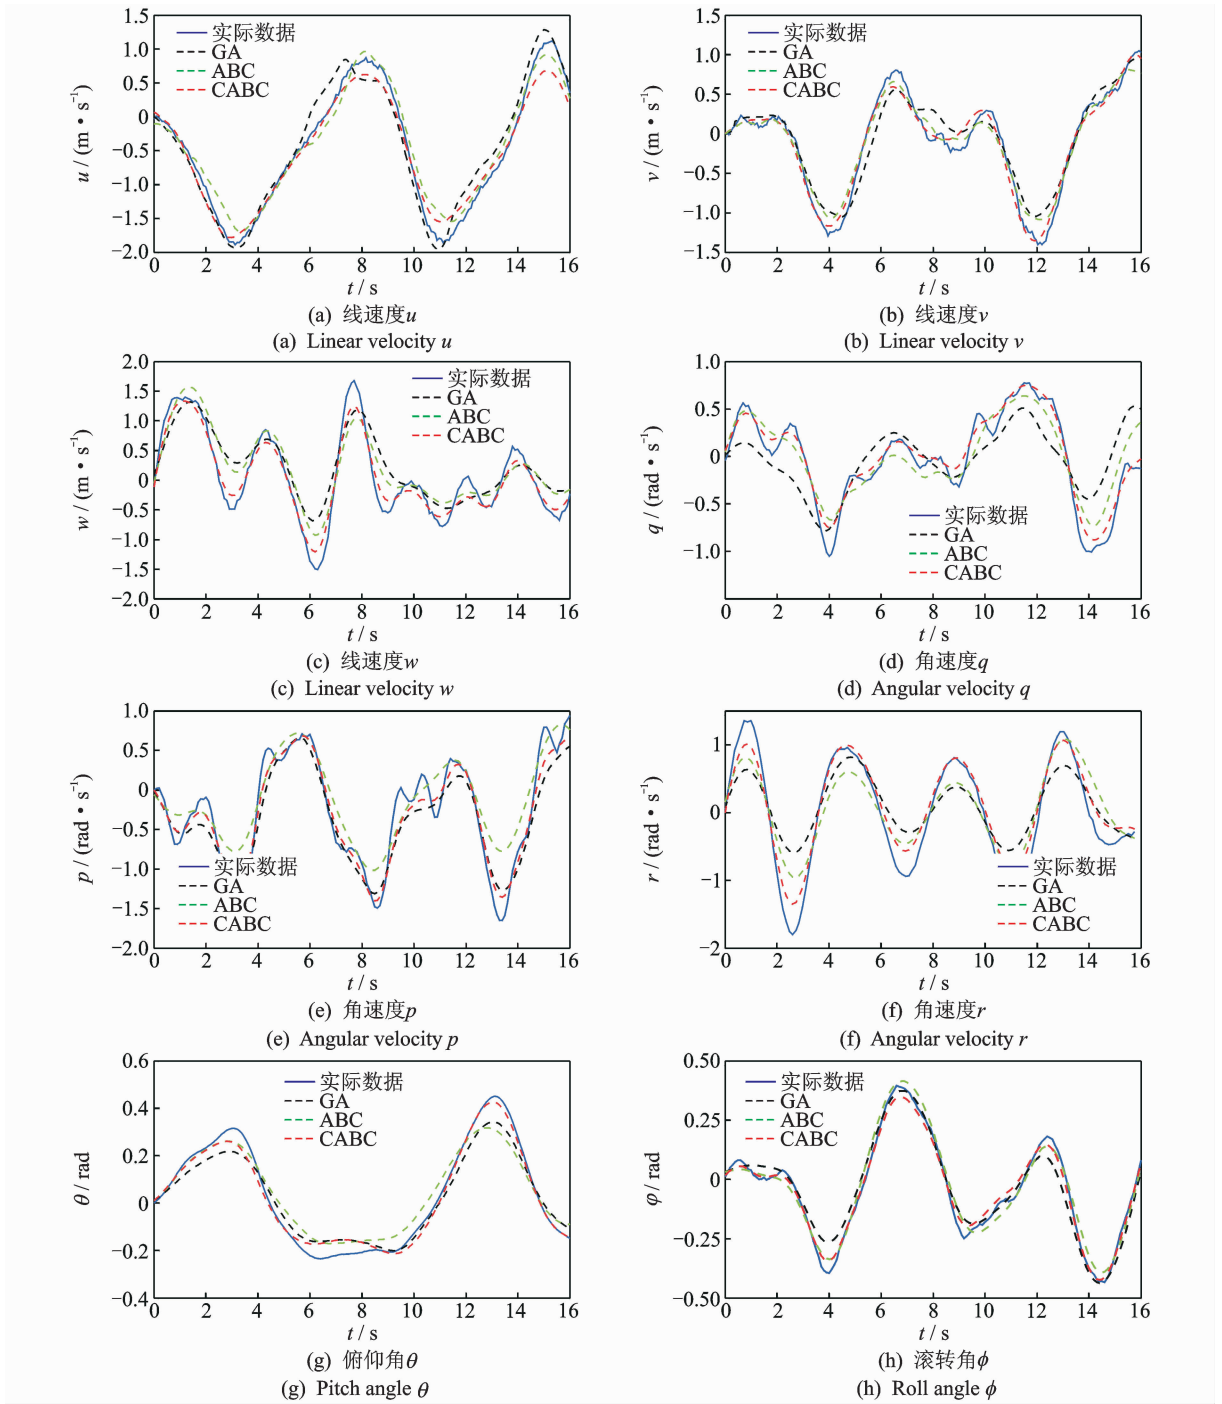 1.5
1.0
0.5
0
−0.5
−1.0
−1.5
−2.0
u / (m • s⁻¹)
实际数据
GA
ABC
CABC
0 2 4 6 8 10 12 14 16
t / s
(a) 线速度u
(a) Linear velocity u
1.5
1.0
0.5
0
−0.5
−1.0
−1.5
v / (m • s⁻¹)
实际数据
GA
ABC
CABC
0 2 4 6 8 10 12 14 16
t / s
(b) 线速度v
(b) Linear velocity v
2.0
1.5
1.0
0.5
0
−0.5
−1.0
−1.5
−2.0
w / (m • s⁻¹)
实际数据
GA
ABC
CABC
0 2 4 6 8 10 12 14 16
t / s
(c) 线速度w
(c) Linear velocity w
1.0
0.5
0
−0.5
−1.0
q / (rad • s⁻¹)
实际数据
GA
ABC
CABC
0 2 4 6 8 10 12 14 16
t / s
(d) 角速度q
(d) Angular velocity q
1.0
0.5
0
−0.5
−1.0
−1.5
−2.0
p / (rad • s⁻¹)
实际数据
GA
ABC
CABC
0 2 4 6 8 10 12 14 16
t / s
(e) 角速度p
(e) Angular velocity p
1
0
−1
−2
r / (rad • s⁻¹)
实际数据
GA
ABC
CABC
0 2 4 6 8 10 12 14 16
t / s
(f) 角速度r
(f) Angular velocity r
0.6
0.4
0.2
0
−0.2
−0.4
θ / rad
实际数据
GA
ABC
CABC
0 2 4 6 8 10 12 14 16
t / s
(g) 俯仰角θ
(g) Pitch angle θ
0.50
0.25
0
−0.25
−0.50
φ / rad
实际数据
GA
ABC
CABC
0 2 4 6 8 10 12 14 16
t / s
(h) 滚转角ϕ
(h) Roll angle ϕ